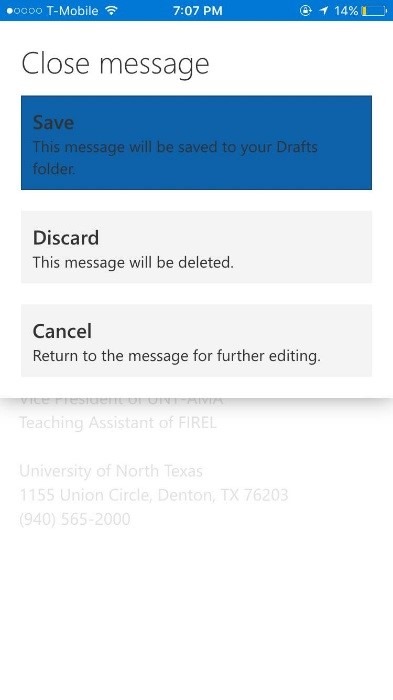 T-Mobile 7:07 PM 14%
Close message
Save
This message will be saved to your Drafts
folder.
Discard
This message will be deleted.
Cancel
Return to the message for further editing.
Vice President of UNT-AMA
Teaching Assistant of FIREL
University of North Texas
1155 Union Circle, Denton, TX 76203
(940) 565-2000